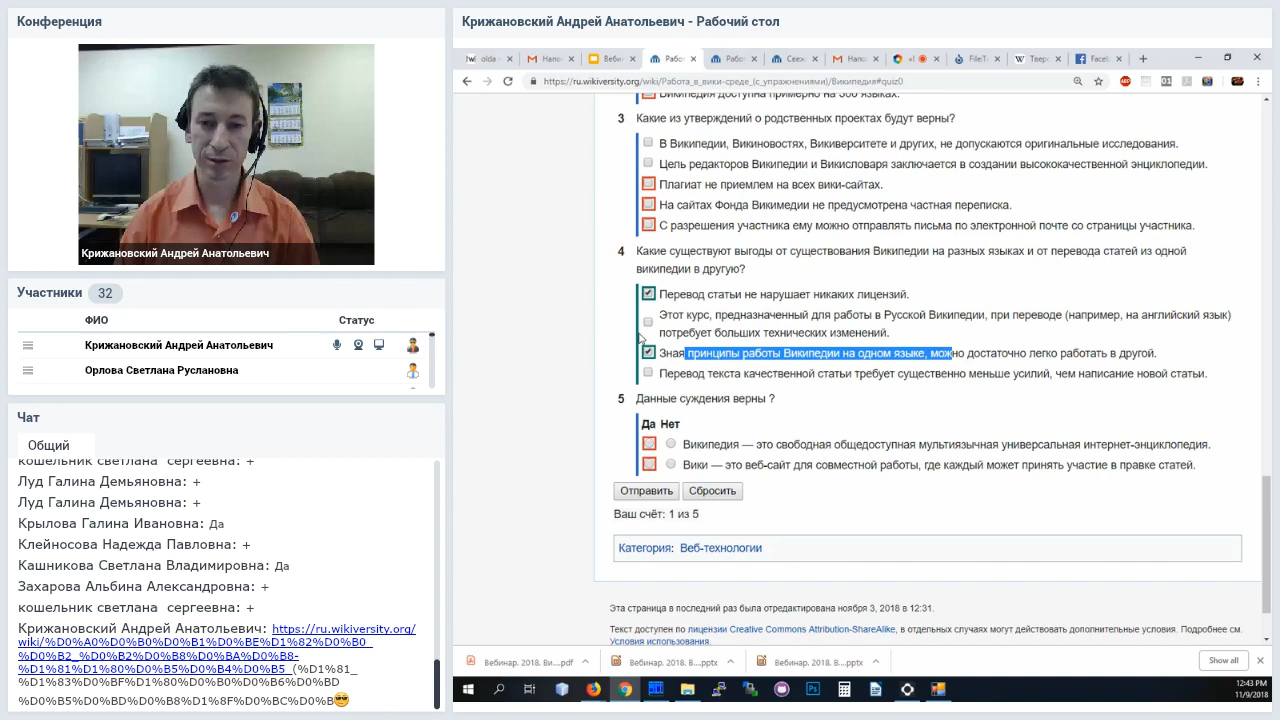 Конференция
Крижановский Андрей Анатольевич
Участники 32
ФИО Статус
Крижановский Андрей Анатольевич
Орлова Светлана Руслановна
Чат
Общий
кошельник светлана сергеевна: +
Луд Галина Демьяновна: +
Луд Галина Демьяновна: +
Крылова Галина Ивановна: Да
Клейносова Надежда Павловна: +
Кашникова Светлана Владимировна: Да
Захарова Альбина Александровна: +
кошельник светлана сергеевна: +
Крижановский Андрей Анатольевич: https://ru.wikiversity.org/
wiki/%D0%A0%D0%B0%D0%B1%D0%BE%D1%82%D0%B0_
%D0%B2_%D0%B2%D0%B8%D0%BA%D0%B8-
%D1%81%D1%80%D0%B5%D0%B4%D0%B5_(%D1%81_
%D1%83%D0%BF%D1%80%D0%B0%D0%B6%D0%BD
%D0%B5%D0%BD%D0%B8%D1%8F%D0%BC%D0%B
Крижановский Андрей Анатольевич - Рабочий стол
olda - Напо- Веби Рабо- Рабо- Свеж Напо- File:T Твер Faceb
https://ru.wikiversity.org/wiki/Работа_в_вики-среде_(с_упражнениями)/Википедия#quiz0
Википедия доступна примерно на 300 языках.
3 Какие из утверждений о родственных проектах будут верны?
В Википедии, Викиновостях, Викиверситете и других, не допускаются оригинальные исследования.
Цель редакторов Википедии и Викисловаря заключается в создании высококачественной энциклопедии.
Плагиат не приемлем на всех вики-сайтах.
На сайтах Фонда Викимедии не предусмотрена частная переписка.
С разрешения участника ему можно отправлять письма по электронной почте со страницы участника.
4 Какие существуют выгоды от существования Википедии на разных языках и от перевода статей из одной
википедии в другую?
Перевод статьи не нарушает никаких лицензий.
Этот курс, предназначенный для работы в Русской Википедии, при переводе (например, на английский язык)
потребует больших технических изменений.
Зная принципы работы Википедии на одном языке, можно достаточно легко работать в другой.
Перевод текста качественной статьи требует существенно меньше усилий, чем написание новой статьи.
5 Данные суждения верны ?
Да Нет
Википедия — это свободная общедоступная мультиязычная универсальная интернет-энциклопедия.
Вики — это веб-сайт для совместной работы, где каждый может принять участие в правке статей.
Отправить Сбросить
Ваш счёт: 1 из 5
Категория: Веб-технологии
Эта страница в последний раз была отредактирована ноября 3, 2018 в 12:31.
Текст доступен по лицензии Creative Commons Attribution-ShareAlike, в отдельных случаях могут действовать дополнительные условия. Подробнее см.
Условия использования.
Вебинар. 2018. Ви....pdf Вебинар. 2018. В....pptx Вебинар. 2018. В....pptx Show all
12:43 PM
11/9/2018